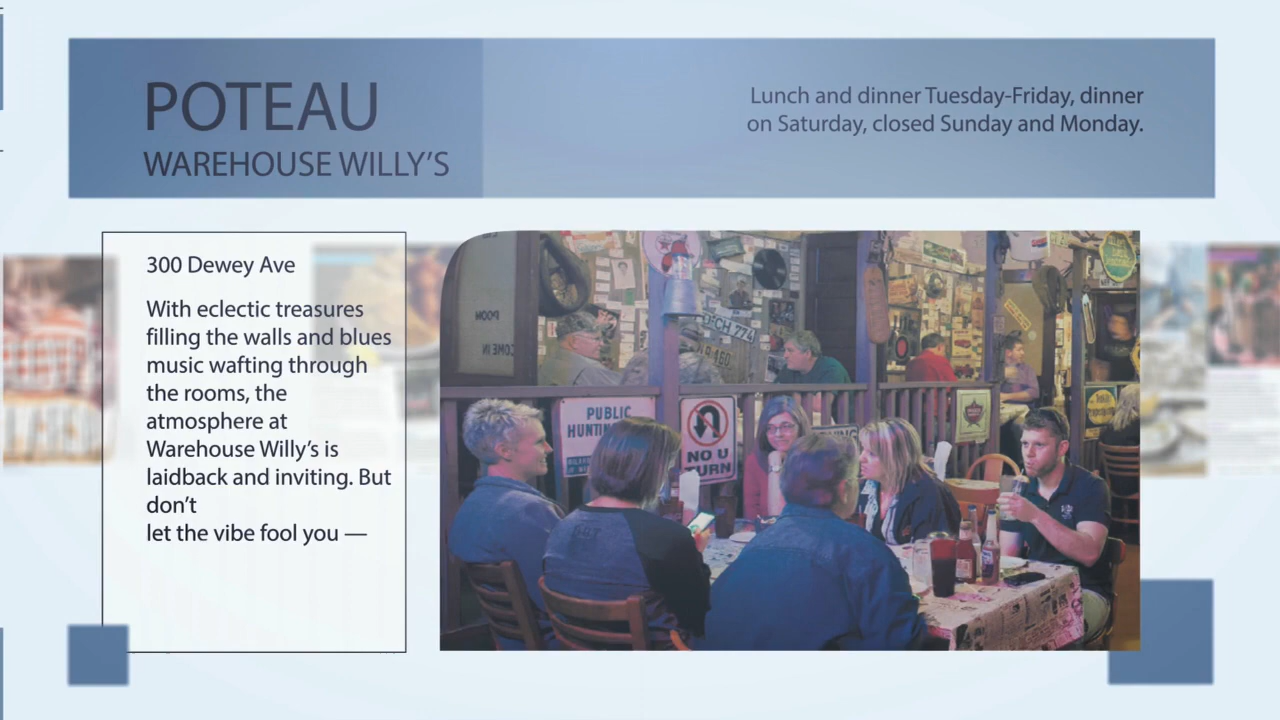 POTEAU
WAREHOUSE WILLY'S
Lunch and dinner Tuesday-Friday, dinner
on Saturday, closed Sunday and Monday.
300 Dewey Ave
With eclectic treasures
filling the walls and blues
music wafting through
the rooms, the
atmosphere at
Warehouse Willy's is
laidback and inviting. But
don't
let the vibe fool you —
PUBLIC
NO U
TURN